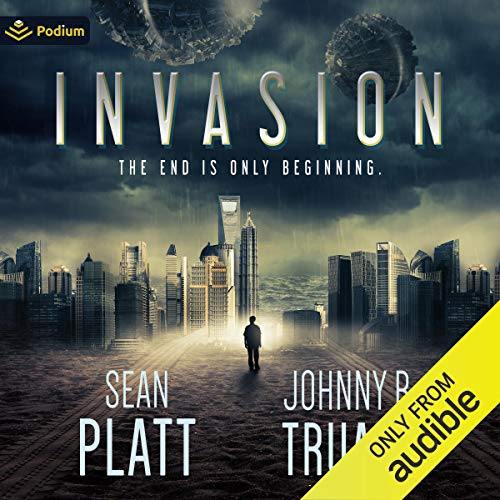 Podium
INVASION
THE END IS ONLY BEGINNING.
SEAN
PLATT
JOHNNY B.
ONLY FROM
audible